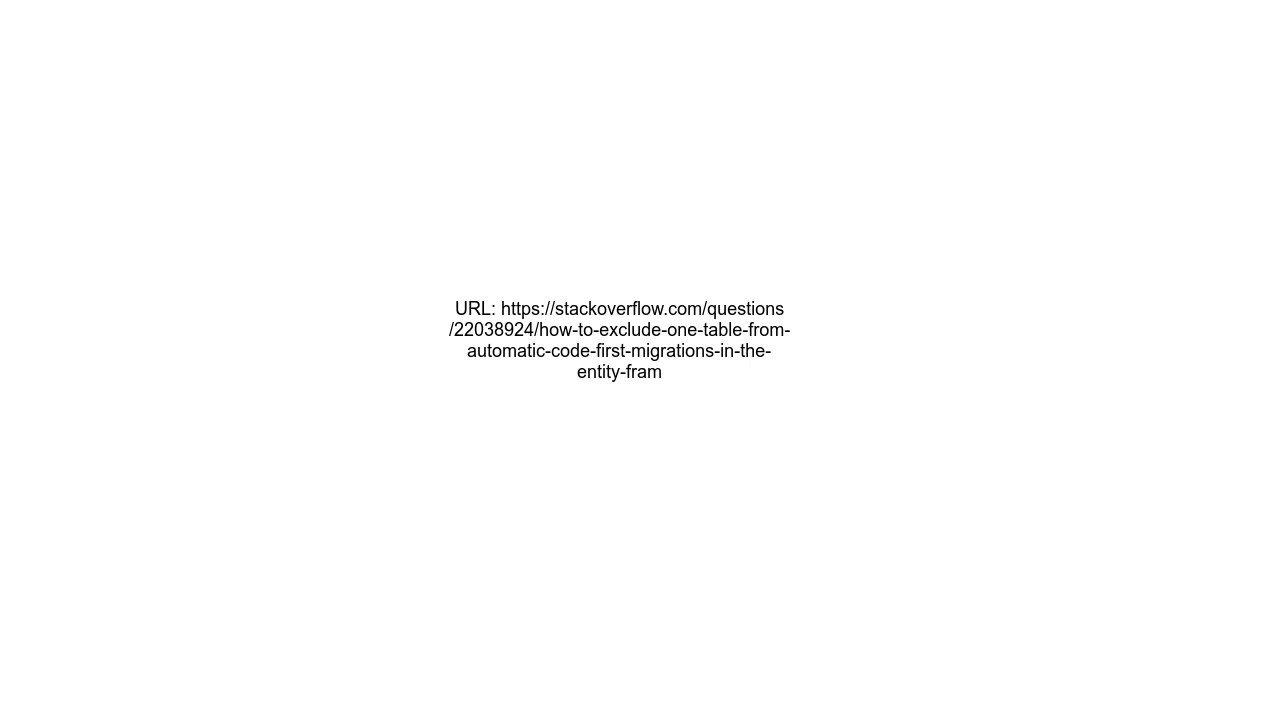 URL: https://stackoverflow.com/questions
/22038924/how-to-exclude-one-table-from-
automatic-code-first-migrations-in-the-
entity-fram